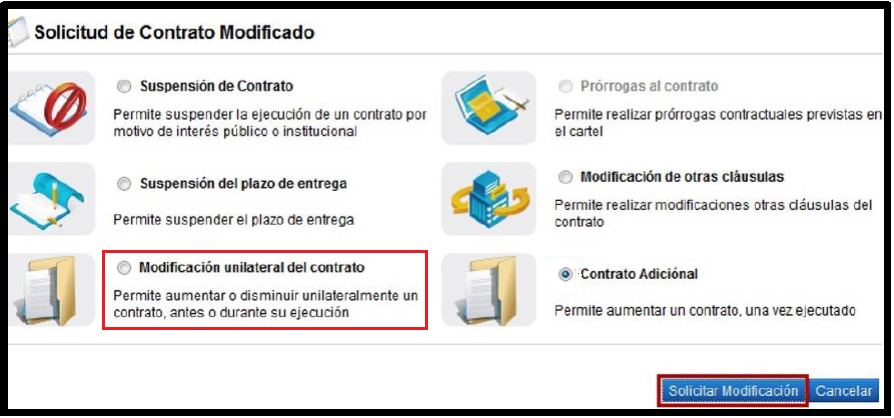 Solicitud de Contrato Modificado
Suspensión de Contrato
Permite suspender la ejecución de un contrato por
motivo de interés público o institucional
Prórrogas al contrato
Permite realizar prórrogas contractuales previstas en
el cartel
Suspensión del plazo de entrega
Permite suspender el plazo de entrega
Modificación de otras cláusulas
Permite realizar modificaciones otras cláusulas del
contrato
Modificación unilateral del contrato
Permite aumentar o disminuir unilateralmente un
contrato, antes o durante su ejecución
Contrato Adiciónal
Permite aumentar un contrato, una vez ejecutado
Solicitar Modificación
Cancelar